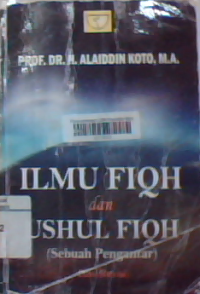 PROF. DR. H. ALAIDDIN KOTO, M.A.
ILMU FIQH
dan
USHUL FIQH
(Sebuah Pengantar)